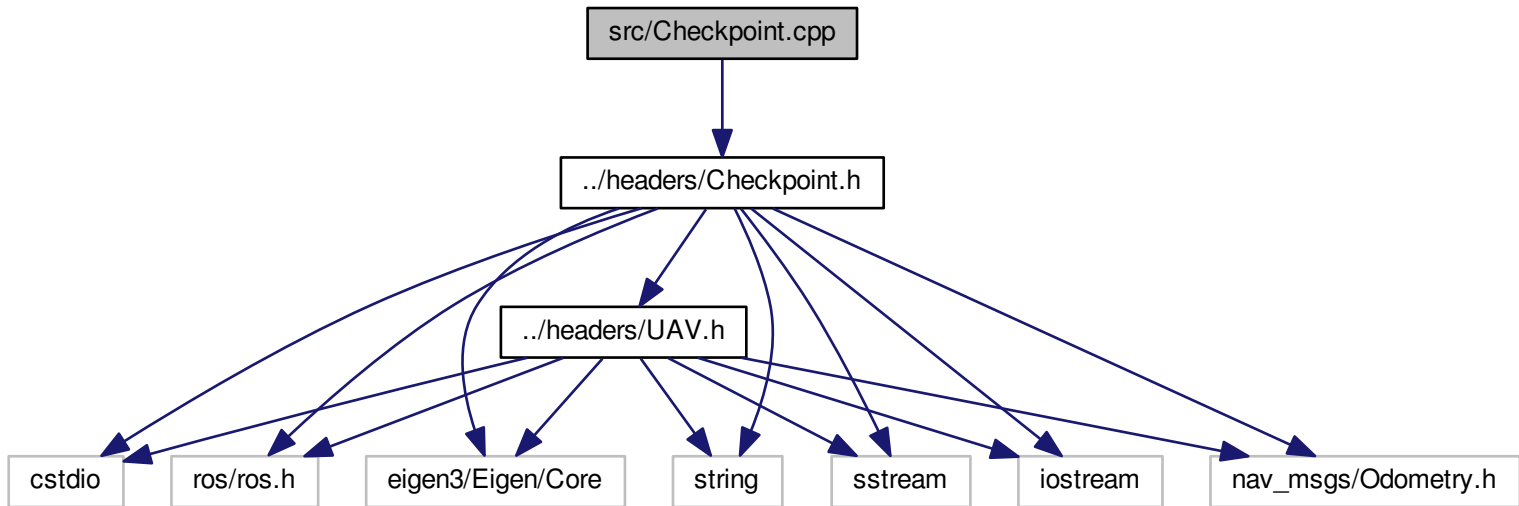 src/Checkpoint.cpp
../headers/Checkpoint.h
../headers/UAV.h
cstdio
ros/ros.h
eigen3/Eigen/Core
string
sstream
iostream
nav_msgs/Odometry.h